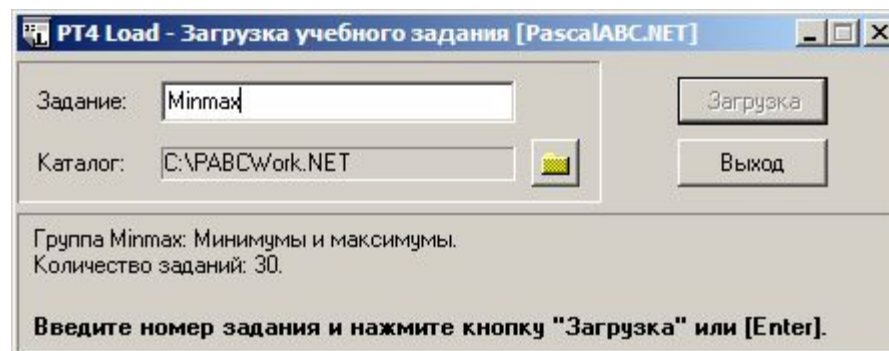 PT4 Load - Загрузка учебного задания [PascalABC.NET]
Задание: Minmax Загрузка
Каталог: C:\PABCWork.NET Выход
Группа Minmax: Минимумы и максимумы.
Количество заданий: 30.
Введите номер задания и нажмите кнопку "Загрузка" или [Enter].